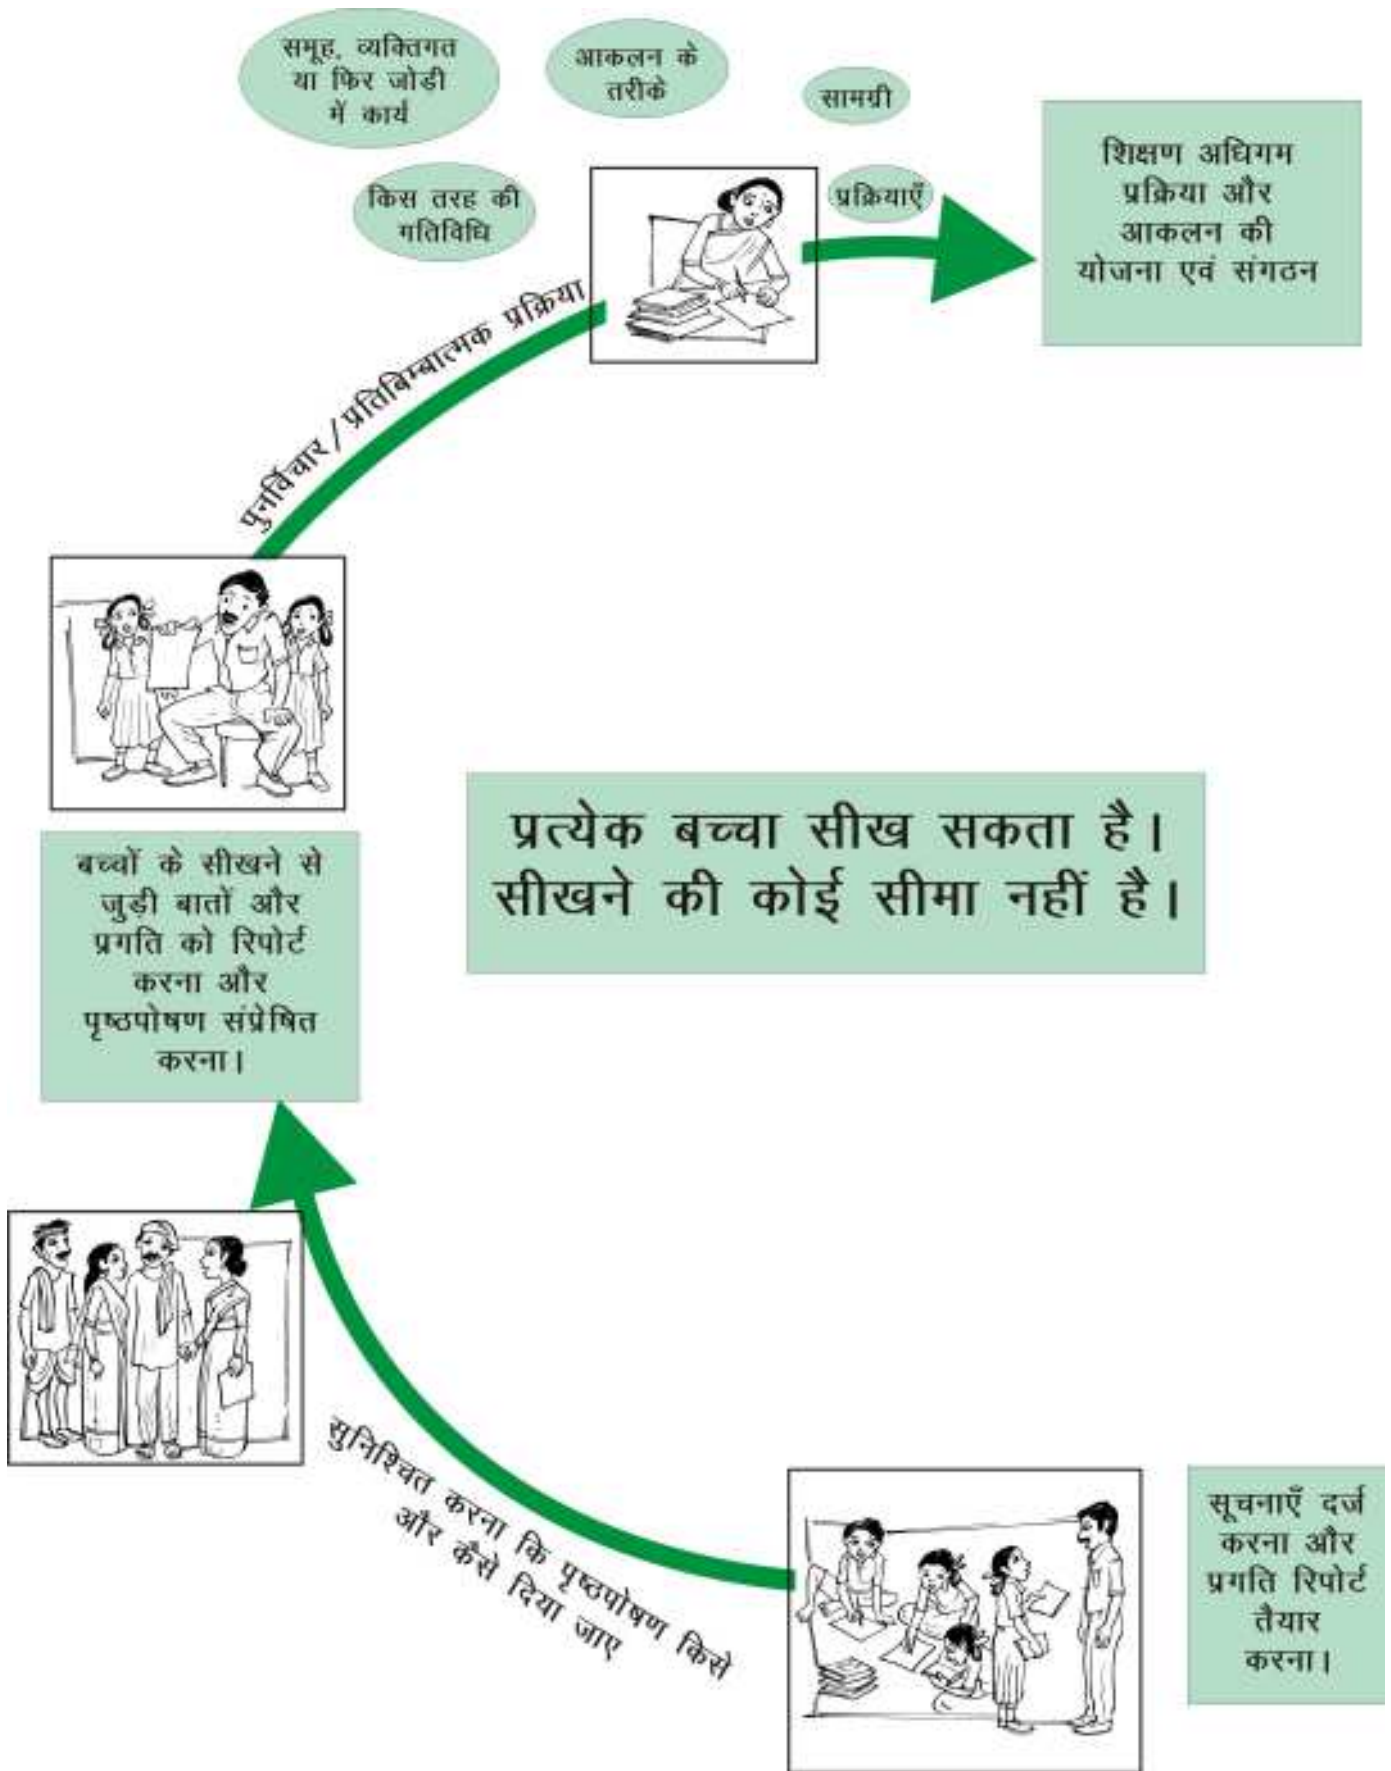 समूह, व्यक्तिगत
या फिर जोड़ी
में कार्य
आकलन के
तरीके
सामग्री
किस तरह की
गतिविधि
प्रक्रियाएँ
शिक्षण अधिगम
प्रक्रिया और
आकलन की
योजना एवं संगठन
पुनर्विचार/प्रतिबिम्बात्मक प्रक्रिया
प्रत्येक बच्चा सीख सकता है।
सीखने की कोई सीमा नहीं है।
बच्चों के सीखने से
जुड़ी बातों और
प्रगति को रिपोर्ट
करना और
पृष्ठपोषण संप्रेषित
करना।
सुनिश्चित करना कि पृष्ठपोषण किसे
और कैसे दिया जाए
सूचनाएँ दर्ज
करना और
प्रगति रिपोर्ट
तैयार
करना।